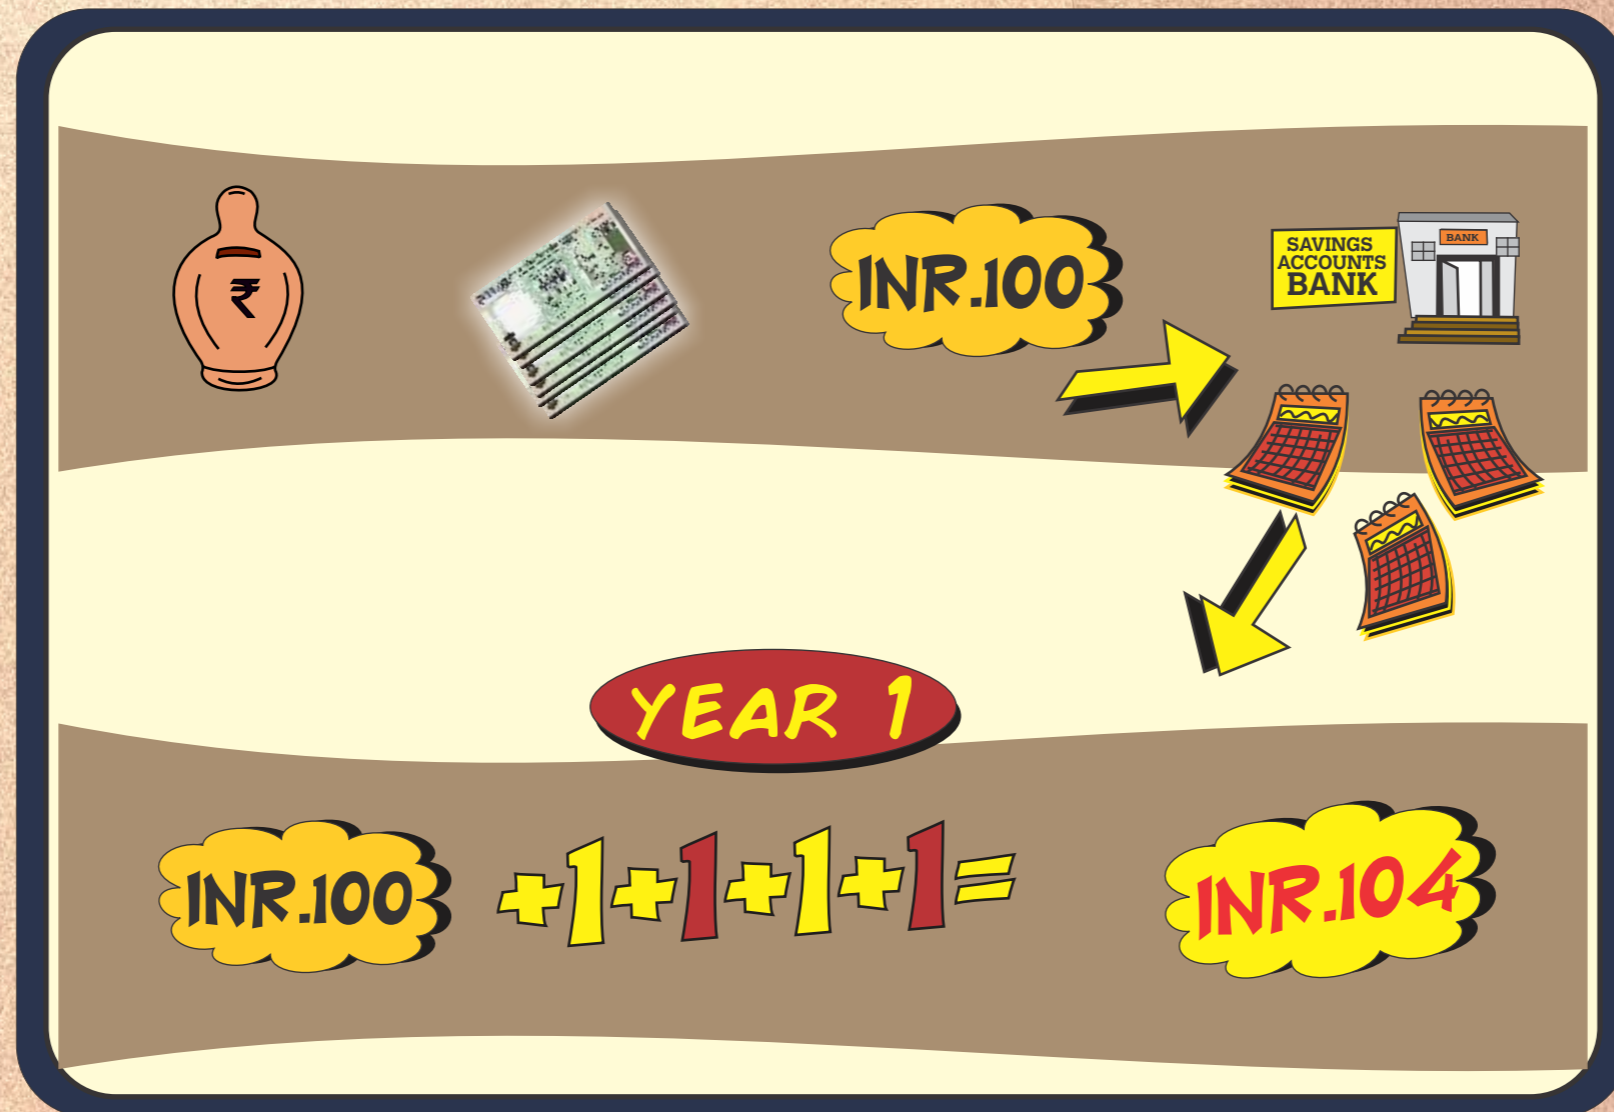 ₹
INR.100
SAVINGS
ACCOUNTS
BANK
BANK
YEAR 1
INR.100 +1+1+1+1= INR.104